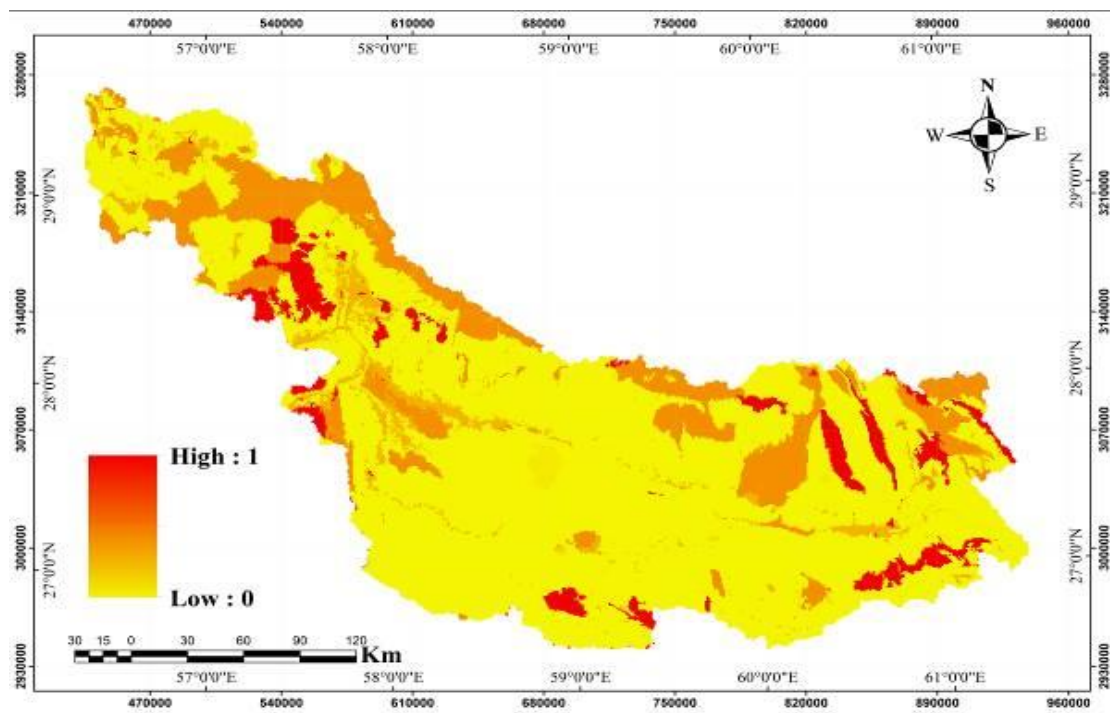 470000 540000 610000 680000 750000 820000 890000 960000
57°0'0"E 58°0'0"E 59°0'0"E 60°0'0"E 61°0'0"E
3280000 3280000
N
W E
S
3210000 29°0'0"N 29°0'0"N 3210000
3140000 3140000
28°0'0"N 28°0'0"N
3070000 3070000
High : 1
3000000 3000000
27°0'0"N 27°0'0"N
Low : 0
30 15 0 30 60 90 120
Km
2930000 2930000
57°0'0"E 58°0'0"E 59°0'0"E 60°0'0"E 61°0'0"E
470000 540000 610000 680000 750000 820000 890000 960000